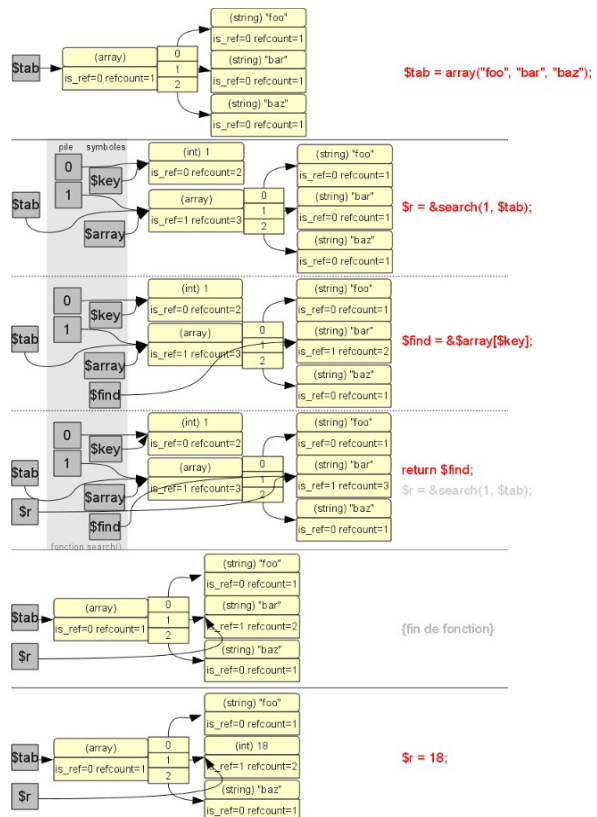 (string) "foo"
is_ref=0 refcount=1
$tab
(array)
is_ref=0 refcount=1
0
1
2
(string) "bar"
is_ref=0 refcount=1
(string) "baz"
is_ref=0 refcount=1
$tab = array("foo", "bar", "baz");
pile symboles
0
1
$tab
$key
$array
(int) 1
is_ref=0 refcount=2
(array)
is_ref=1 refcount=3
0
1
2
(string) "foo"
is_ref=0 refcount=1
(string) "bar"
is_ref=0 refcount=1
(string) "baz"
is_ref=0 refcount=1
$r = &search(1, $tab);
0
1
$tab
$key
$array
$find
(int) 1
is_ref=0 refcount=2
(array)
is_ref=1 refcount=3
0
1
2
(string) "foo"
is_ref=0 refcount=1
(string) "bar"
is_ref=1 refcount=2
(string) "baz"
is_ref=0 refcount=1
$find = &$array[$key];
0
1
$tab
$r
$key
$array
$find
fonction search()
(int) 1
is_ref=0 refcount=2
(array)
is_ref=1 refcount=3
0
1
2
(string) "foo"
is_ref=0 refcount=1
(string) "bar"
is_ref=1 refcount=3
(string) "baz"
is_ref=0 refcount=1
return $find;
$r = &search(1, $tab);
$tab
$r
(array)
is_ref=0 refcount=1
0
1
2
(string) "foo"
is_ref=0 refcount=1
(string) "bar"
is_ref=1 refcount=2
(string) "baz"
is_ref=0 refcount=1
{fin de fonction}
$tab
$r
(array)
is_ref=0 refcount=1
0
1
2
(string) "foo"
is_ref=0 refcount=1
(int) 18
is_ref=1 refcount=2
(string) "baz"
is_ref=0 refcount=1
$r = 18;